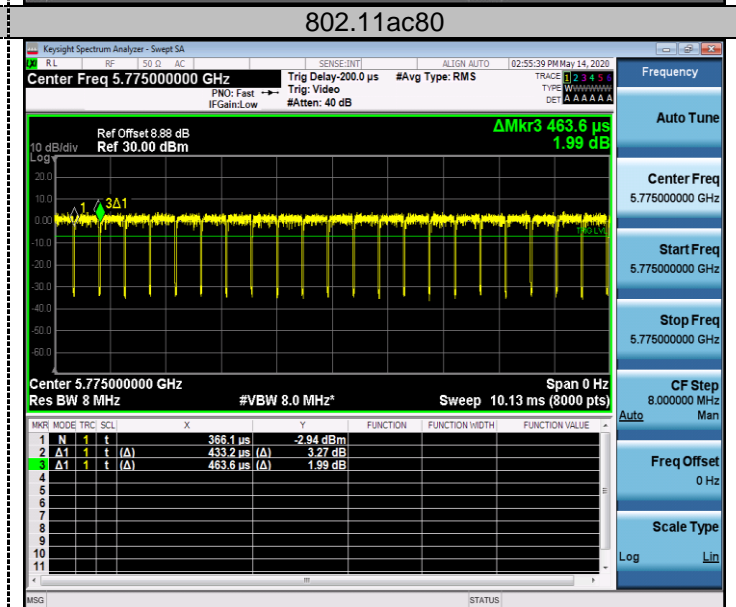 802.11ac80
Keysight Spectrum Analyzer - Swept SA
RL RF 50 Ω AC SENSE:INT ALIGN AUTO 02:55:39 PM May 14, 2020
Center Freq 5.775000000 GHz Trig Delay-200.0 µs #Avg Type: RMS TRACE 1 2 3 4 5 6
PNO: Fast Trig: Video TYPE W
IFGain:Low #Atten: 40 dB DET A A A A A A
Frequency
Auto Tune
Center Freq
5.775000000 GHz
Start Freq
5.775000000 GHz
Stop Freq
5.775000000 GHz
CF Step
8.000000 MHz
Auto Man
Freq Offset
0 Hz
Scale Type
Log Lin
ΔMkr3 463.6 µs
1.99 dB
Ref Offset 8.88 dB
10 dB/div Ref 30.00 dBm
Log
20.0
10.0
0.00
-10.0
-20.0
-30.0
-40.0
-50.0
-60.0
1 3Δ1
Center 5.775000000 GHz Span 0 Hz
Res BW 8 MHz #VBW 8.0 MHz* Sweep 10.13 ms (8000 pts)
MKR MODE TRC SCL X Y FUNCTION FUNCTION WIDTH FUNCTION VALUE
1 N 1 t 366.1 µs -2.94 dBm
2 Δ1 1 t (Δ) 433.2 µs (Δ) 3.27 dB
3 Δ1 1 t (Δ) 463.6 µs (Δ) 1.99 dB
4
5
6
7
8
9
10
11
MSG STATUS